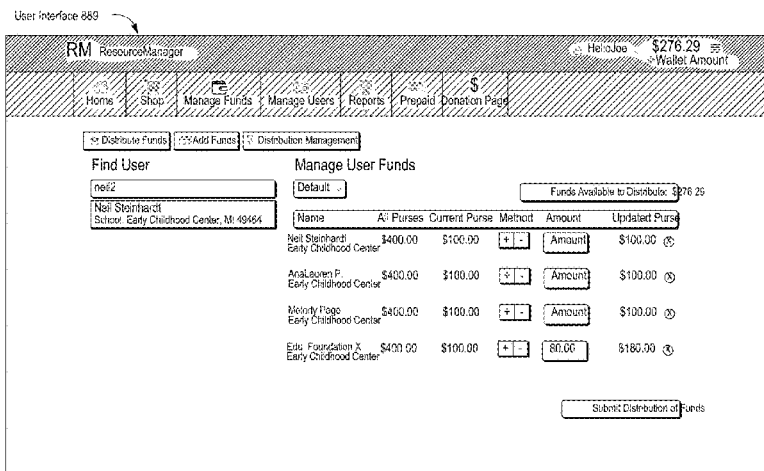 User Interface 889
RM ResourceManager
HelloJoe $276.29
Wallet Amount
Home Shop Manage Funds Manage Users Reports Prepaid Donation Page
Distribute Funds Add Funds Distribution Management
Find User
Manage User Funds
neil2
Default
Funds Available to Distribute: $276.29
Neil Steinhardt
School: Early Childhood Center, MI 49464
Name All Purses Current Purse Method Amount Updated Purse
Neil Steinhardt $400.00 $100.00 + - Amount $100.00 X
Early Childhood Center
AnaLauren P. $400.00 $100.00 + - Amount $100.00 X
Early Childhood Center
Melody Page $400.00 $100.00 + - Amount $100.00 X
Early Childhood Center
Edu. Foundation X $400.00 $100.00 + - 80.00 $180.00 X
Early Childhood Center
Submit Distribution of Funds